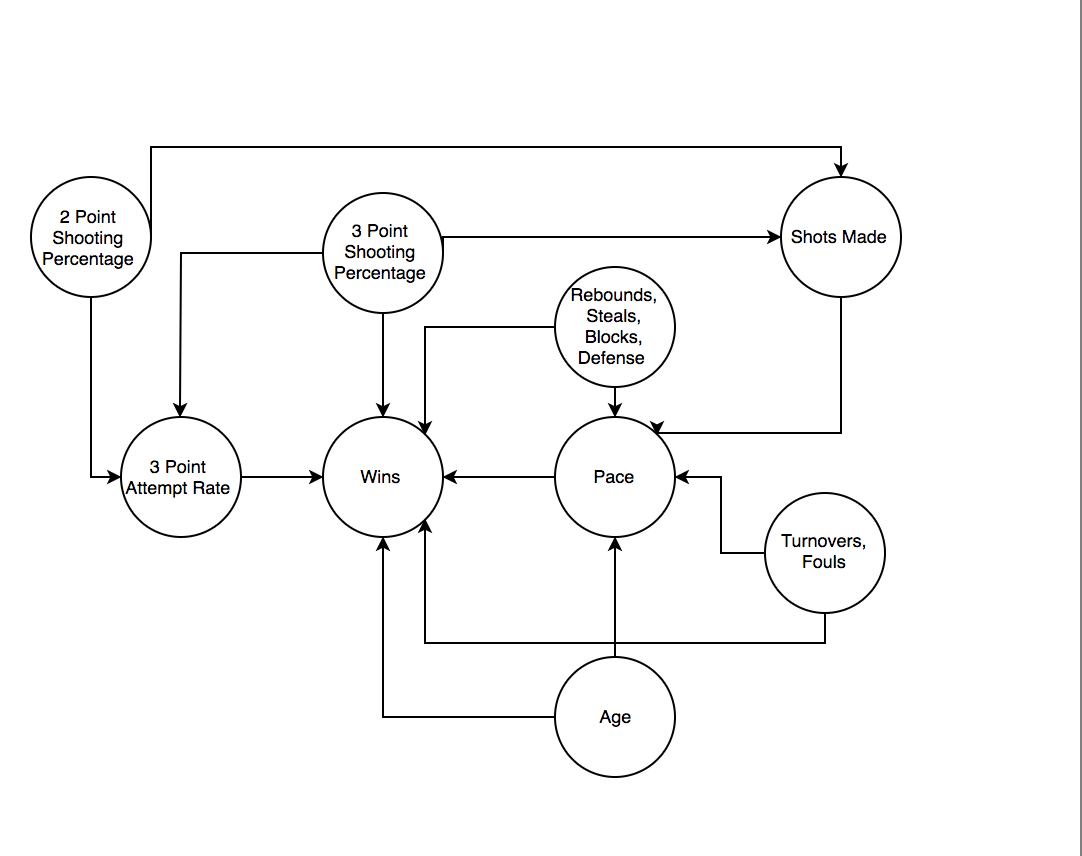 2 Point
Shooting
Percentage
3 Point
Shooting
Percentage
Shots Made
Rebounds,
Steals,
Blocks,
Defense
3 Point
Attempt Rate
Wins
Pace
Turnovers,
Fouls
Age